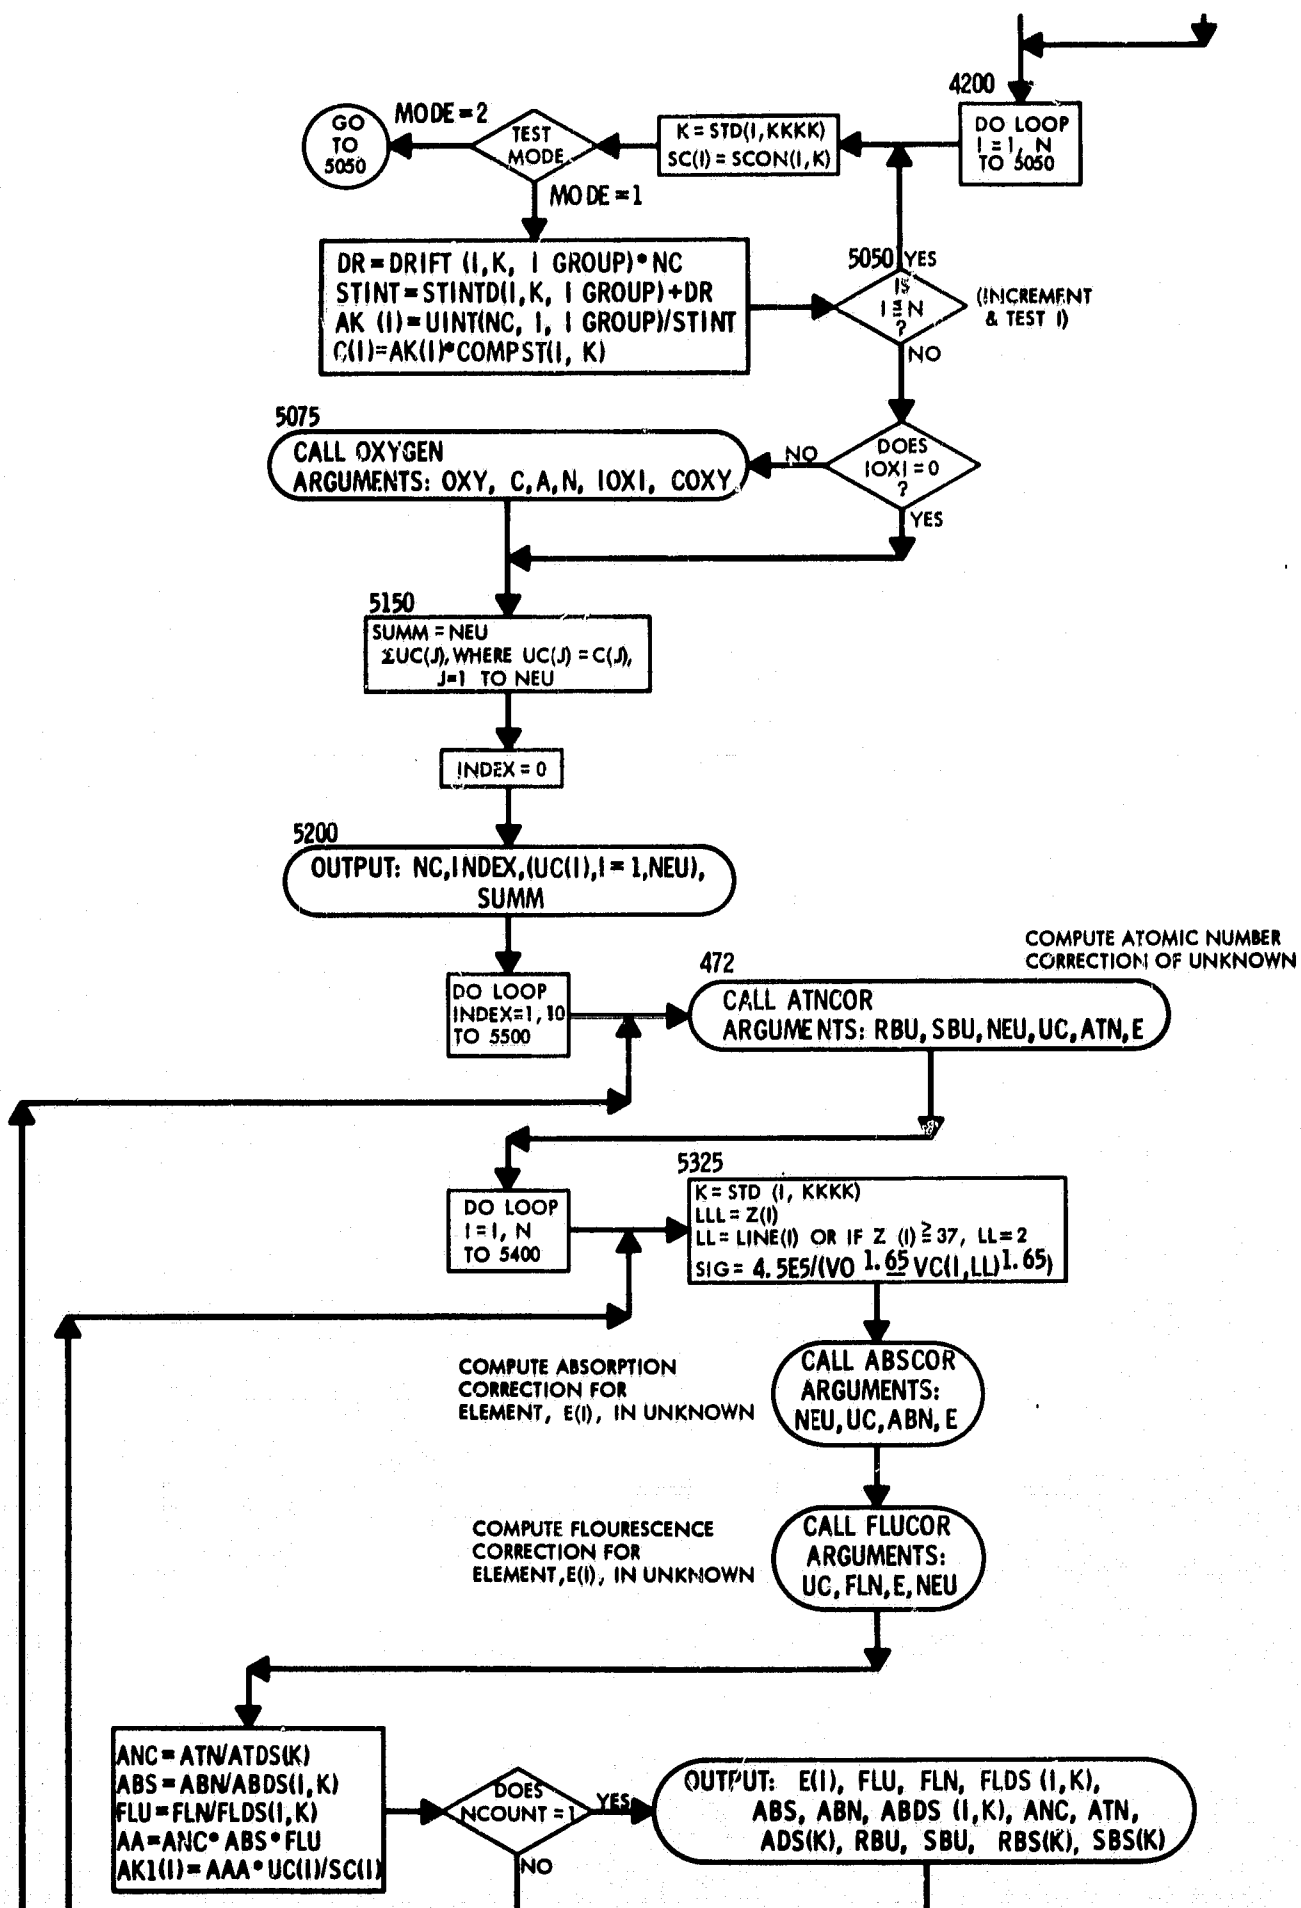 4200
DO LOOP
I = 1, N
TO 5050
K = STD(I,KKKK)
SC(I) = SCON(I,K)
TEST
MODE
MODE = 2
GO
TO
5050
MODE = 1
DR = DRIFT (I,K, I GROUP)* NC
STINT = STINTD(I,K, I GROUP)+DR
AK (I)=UINT(NC, I, I GROUP)/STINT
C(I)=AK(I)*COMPST(I, K)
5050
YES
IS
I ≦ N
?
(INCREMENT
& TEST I)
NO
DOES
IOXI = 0
?
NO
YES
5075
CALL OXYGEN
ARGUMENTS: OXY, C,A,N, IOXI, COXY
5150
SUMM = NEU
ΣUC(J), WHERE UC(J) = C(J),
J=1 TO NEU
INDEX = 0
5200
OUTPUT: NC,INDEX,(UC(I),I = 1,NEU),
SUMM
DO LOOP
INDEX=1, 10
TO 5500
COMPUTE ATOMIC NUMBER
CORRECTION OF UNKNOWN
472
CALL ATNCOR
ARGUMENTS: RBU, SBU, NEU, UC, ATN, E
DO LOOP
I = I, N
TO 5400
5325
K = STD (I, KKKK)
LLL = Z(I)
LL= LINE(I) OR IF Z (I) ≧ 37, LL = 2
SIG= 4.5E5/(VO 1.65 VC(I,LL)1.65)
COMPUTE ABSORPTION
CORRECTION FOR
ELEMENT, E(I), IN UNKNOWN
CALL ABSCOR
ARGUMENTS:
NEU, UC, ABN, E
COMPUTE FLOURESCENCE
CORRECTION FOR
ELEMENT,E(I), IN UNKNOWN
CALL FLUCOR
ARGUMENTS:
UC, FLN, E, NEU
ANC = ATN/ATDS(K)
ABS = ABN/ABDS(I,K)
FLU = FLN/FLDS(I,K)
AA=ANC* ABS* FLU
AK1(I)= AAA* UC(I)/SC(I)
DOES
NCOUNT = 1
YES
NO
OUTPUT: E(I), FLU, FLN, FLDS (I,K),
ABS, ABN, ABDS (I,K), ANC, ATN,
ADS(K), RBU, SBU, RBS(K), SBS(K)